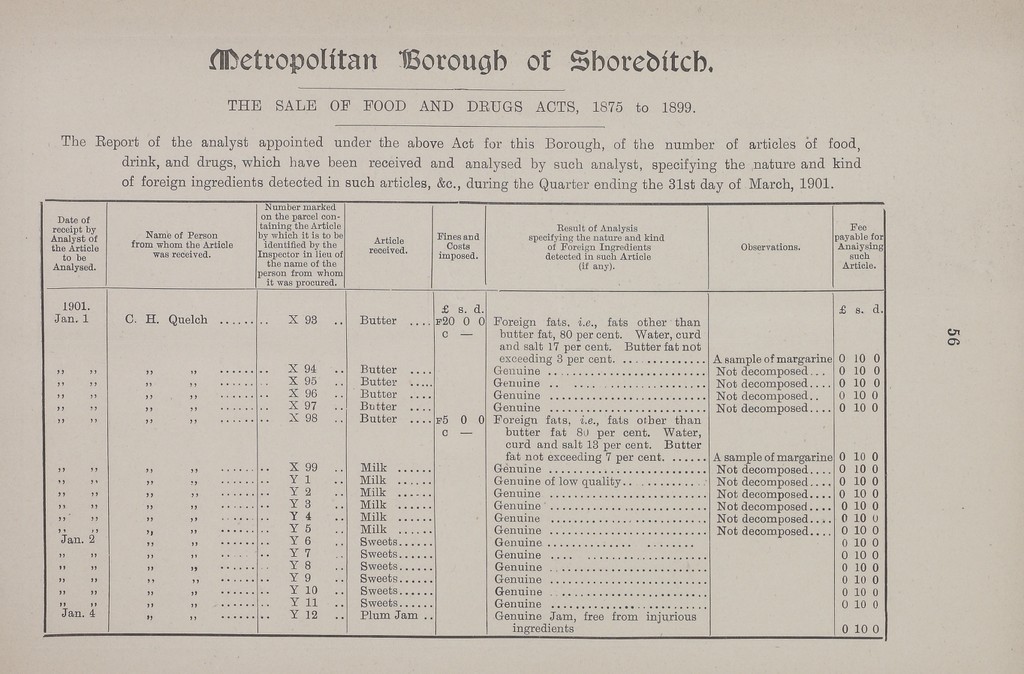 Metropolitan Borough of Shoreditch.
THE SALE OF FOOD AND DRUGS ACTS, 1875 to 1899.
The Report of the analyst appointed under the above Act for this Borough, of the number of articles of food,
drink, and drugs, which have been received and analysed by such analyst, specifying the nature and kind
of foreign ingredients detected in such articles, &c., during the Quarter ending the 31st day of March, 1901.
Date of receipt by Analyst of the Article to be Analysed. | Name of Person from whom the Article was received. | Number marked on the parcel containing the Article by which it is to be identified by the Inspector in lieu of the name of the person from whom it was procured. | Article received. | Fines and Costs imposed. | Result of Analysis specifying the nature and kind of Foreign Ingredients detected in such Article (if any). | Observations. | Fee payable for Analysing such Article.
1901. £ s. d. £ s. d.
Jan. 1 C. H. Quelch ...... .. X 93 .. Butter .... F20 0 0 Foreign fats, i.e., fats other than
C — butter fat, 80 per cent. Water, curd
and salt 17 per cent. Butter fat not
exceeding 3 per cent. .............. A sample of margarine 0 10 0
,, ,, ,, ,, ...... .. X 94 .. Butter .... Genuine ........................ Not decomposed... 0 10 0
,, ,, ,, ,, ...... .. X 95 .. Butter ..... Genuine .. .................... Not decomposed.... 0 10 0
,, ,, ,, ,, ...... .. X 96 .. Butter .... Genuine ........................ Not decomposed.. 0 10 0
,, ,, ,, ,, ...... .. X 97 .. Butter .... Genuine ........................ Not decomposed.... 0 10 0
,, ,, ,, ,, ...... .. X 98 .. Butter .... F5 0 0 Foreign fats, i.e., fats other than
C — butter fat 80 per cent. Water,
curd and salt 13 per cent. Butter
fat not exceeding 7 per cent. ....... A sample of margarine 0 10 0
,, ,, ,, ,, ...... .. X 99 .. Milk ...... Genuine ........................ Not decomposed.... 0 10 0
,, ,, ,, ,, ...... .. Y 1 .. Milk ...... Genuine of low quality.. ........... Not decomposed.... 0 10 0
,, ,, ,, ,, ...... .. Y 2 .. Milk ...... Genuine ........................ Not decomposed.... 0 10 0
,, ,, ,, ,, ...... .. Y 3 .. Milk ...... Genuine ........................ Not decomposed.... 0 10 0
,, ,, ,, ,, ...... .. Y 4 .. Milk ...... Genuine ........................ Not decomposed.... 0 10 0
,, ,, ,, ,, ...... .. Y 5 .. Milk ...... Genuine ........................ Not decomposed.... 0 10 0
Jan. 2 ,, ,, ...... .. Y 6 .. Sweets...... Genuine ............. ....... 0 10 0
,, ,, ,, ,, ...... .. Y 7 .. Sweets...... Genuine .... ................... 0 10 0
,, ,, ,, ,, ...... .. Y 8 .. Sweets...... Genuine ........................ 0 10 0
,, ,, ,, ,, ...... .. Y 9 .. Sweets...... Genuine ........................ 0 10 0
,, ,, ,, ,, ...... .. Y 10 .. Sweets...... Genuine ........................ 0 10 0
,, ,, ,, ,, ...... .. Y 11 .. Sweets...... Genuine ........................ 0 10 0
Jan. 4 ,, ,, ...... .. Y 12 .. Plum Jam .. Genuine Jam, free from injurious
ingredients 0 10 0
56